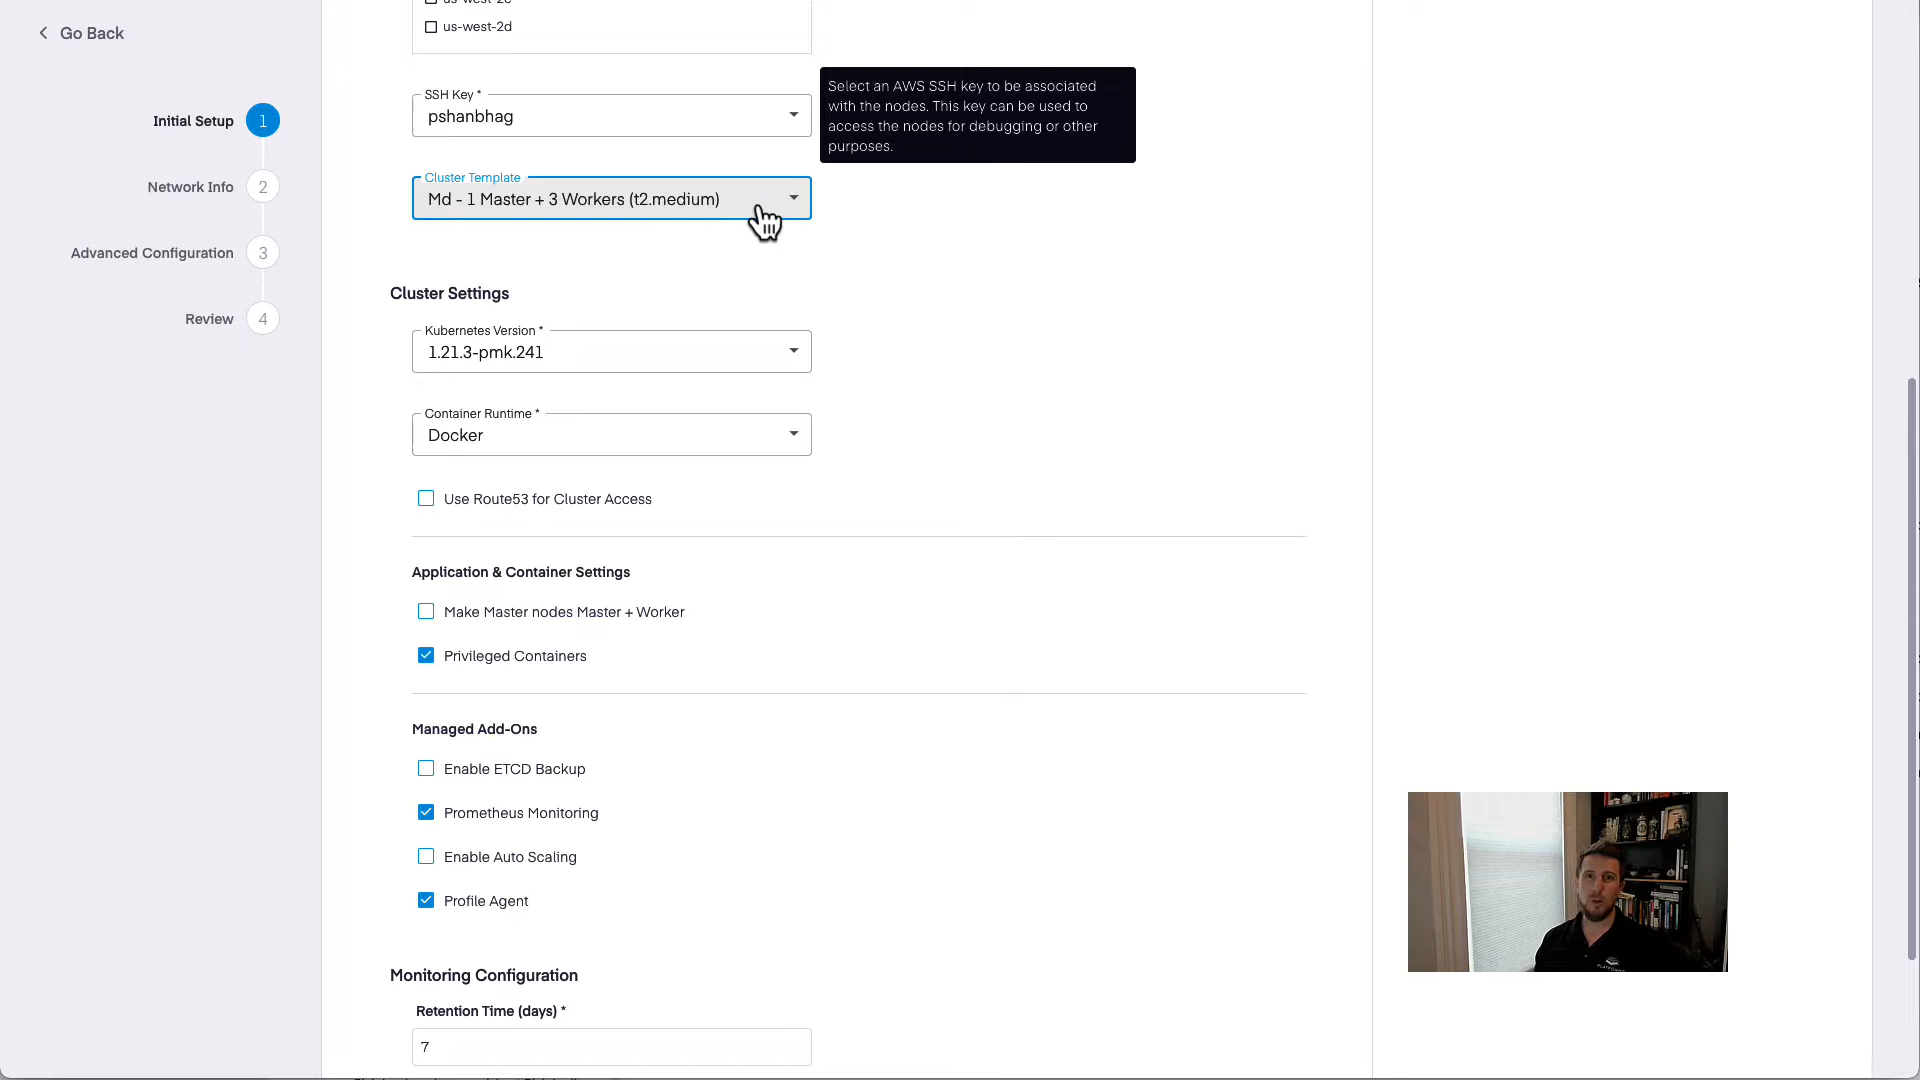 Go Back
us-west-2c
us-west-2d
Select an AWS SSH key to be associated
with the nodes. This key can be used to
access the nodes for debugging or other
purposes.
SSH Key *
pshanbhag
Initial Setup 1
Cluster Template
Md - 1 Master + 3 Workers (t2.medium)
Network Info 2
Advanced Configuration 3
Review 4
Cluster Settings
Kubernetes Version *
1.21.3-pmk.241
Container Runtime *
Docker
Use Route53 for Cluster Access
Application & Container Settings
Make Master nodes Master + Worker
Privileged Containers
Managed Add-Ons
Enable ETCD Backup
Prometheus Monitoring
Enable Auto Scaling
Profile Agent
Monitoring Configuration
Retention Time (days) *
7